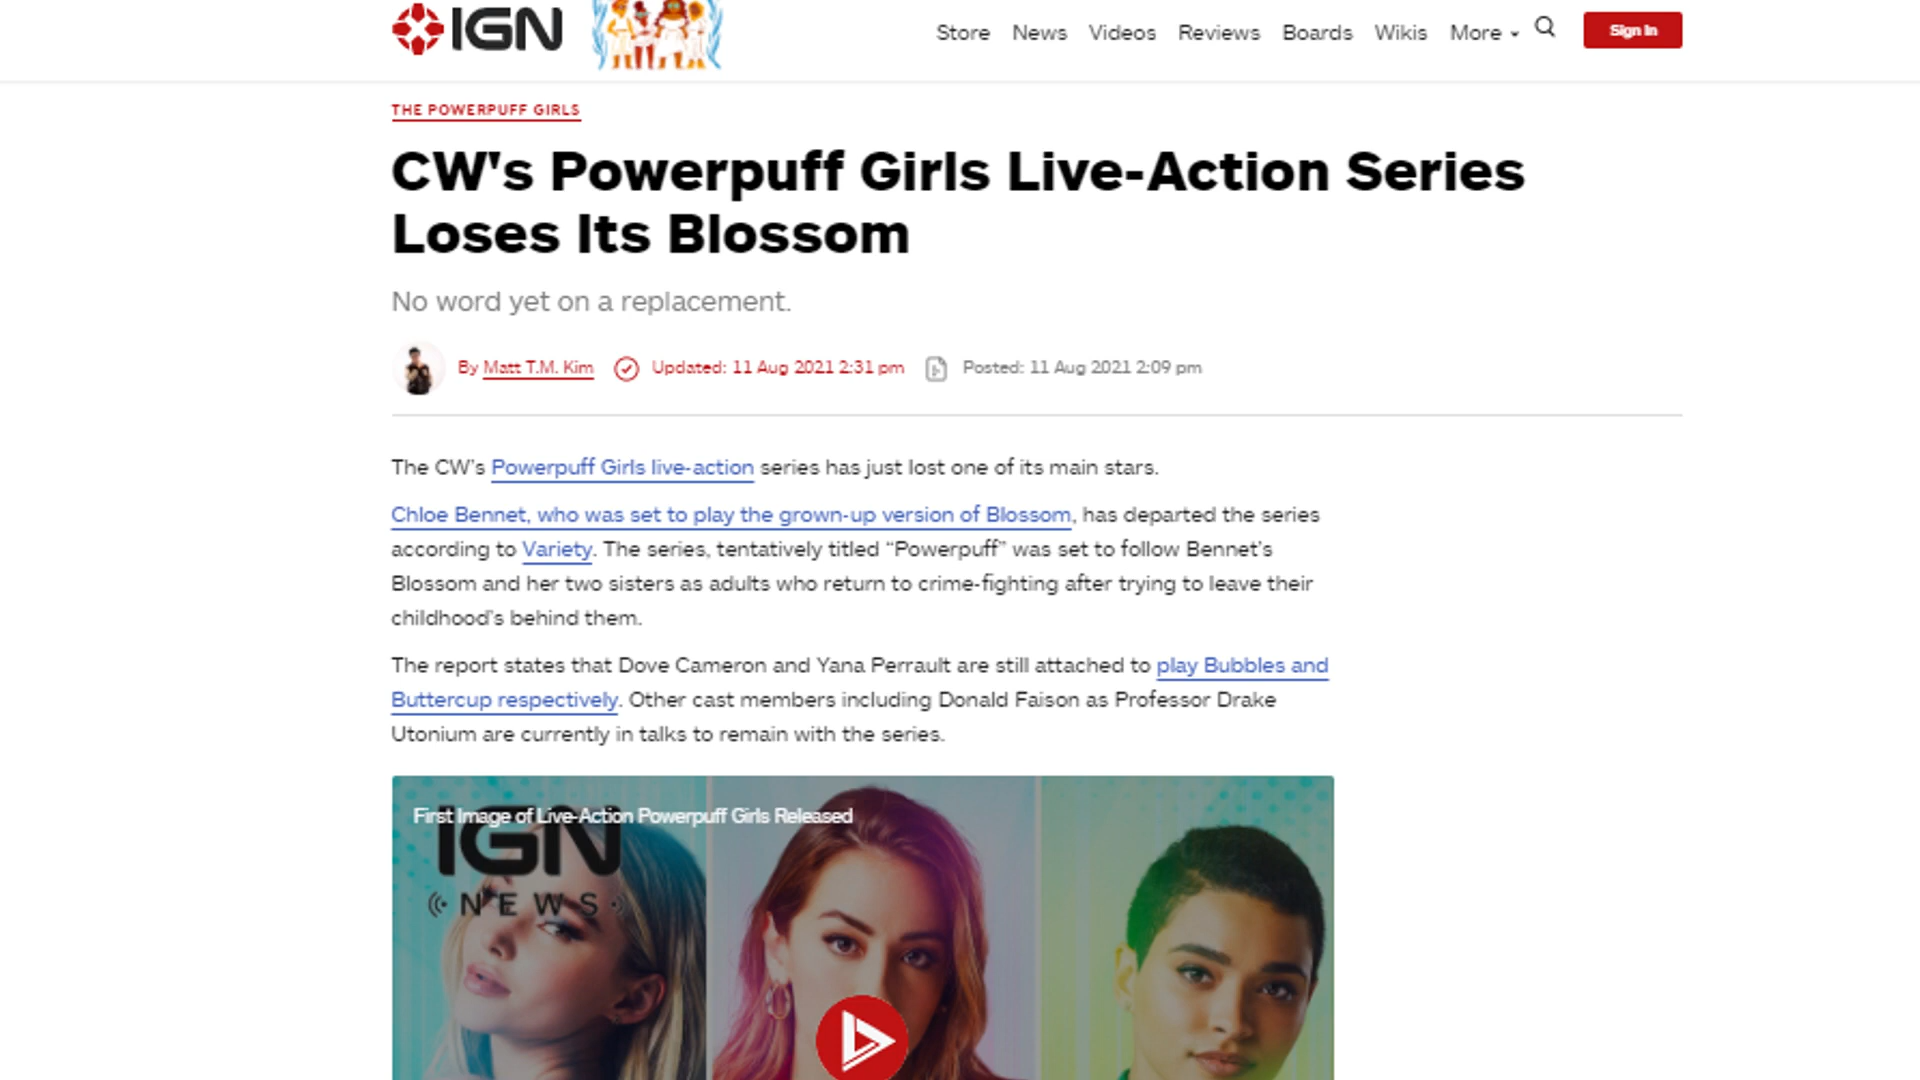 IGN
Store News Videos Reviews Boards Wikis More Sign In
THE POWERPUFF GIRLS
CW's Powerpuff Girls Live-Action Series
Loses Its Blossom
No word yet on a replacement.
By Matt T.M. Kim Updated: 11 Aug 2021 2:31 pm Posted: 11 Aug 2021 2:09 pm
The CW's Powerpuff Girls live-action series has just lost one of its main stars.
Chloe Bennet, who was set to play the grown-up version of Blossom, has departed the series
according to Variety. The series, tentatively titled “Powerpuff” was set to follow Bennet's
Blossom and her two sisters as adults who return to crime-fighting after trying to leave their
childhood's behind them.
The report states that Dove Cameron and Yana Perrault are still attached to play Bubbles and
Buttercup respectively. Other cast members including Donald Faison as Professor Drake
Utonium are currently in talks to remain with the series.
First Image of Live-Action Powerpuff Girls Released
IGN
NEWS